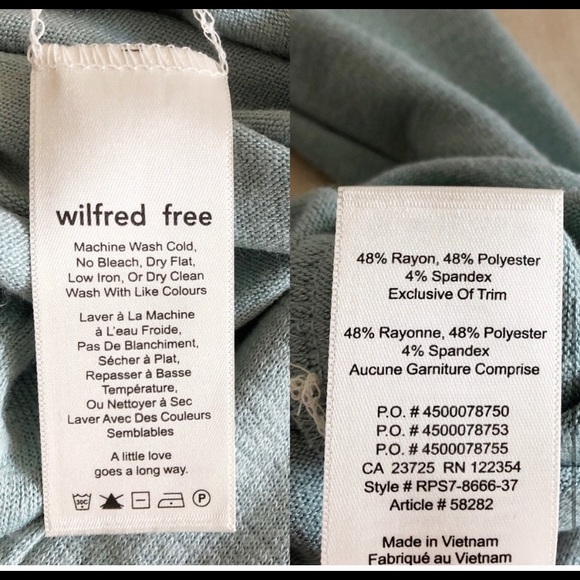 wilfred free
Machine Wash Cold,
No Bleach, Dry Flat,
Low Iron, Or Dry Clean
Wash With Like Colours
Laver à La Machine
à L'eau Froide,
Pas De Blanchiment,
Sécher à Plat,
Repasser à Basse
Température,
Ou Nettoyer à Sec
Laver Avec Des Couleurs
Semblables
A little love
goes a long way.
30C P
48% Rayon, 48% Polyester
4% Spandex
Exclusive Of Trim
48% Rayonne, 48% Polyester
4% Spandex
Aucune Garniture Comprise
P.O. # 4500078750
P.O. # 4500078753
P.O. # 4500078755
CA 23725 RN 122354
Style # RPS7-8666-37
Article # 58282
Made in Vietnam
Fabriqué au Vietnam